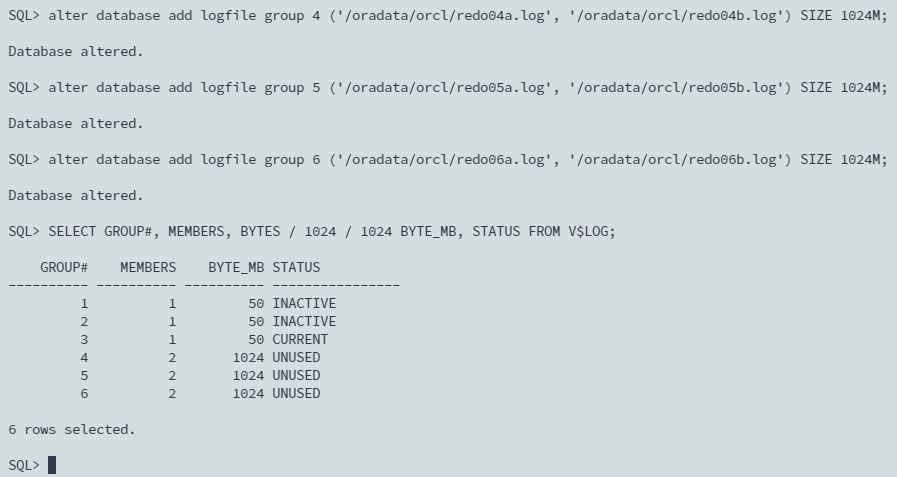 SQL> alter database add logfile group 4 ('/oradata/orcl/redo04a.log', '/oradata/orcl/redo04b.log') SIZE 1024M;
Database altered.
SQL> alter database add logfile group 5 ('/oradata/orcl/redo05a.log', '/oradata/orcl/redo05b.log') SIZE 1024M;
Database altered.
SQL> alter database add logfile group 6 ('/oradata/orcl/redo06a.log', '/oradata/orcl/redo06b.log') SIZE 1024M;
Database altered.
SQL> SELECT GROUP#, MEMBERS, BYTES / 1024 / 1024 BYTE_MB, STATUS FROM V$LOG;
    GROUP#    MEMBERS    BYTE_MB STATUS
---------- ---------- ---------- ----------------
         1          1         50 INACTIVE
         2          1         50 INACTIVE
         3          1         50 CURRENT
         4          2       1024 UNUSED
         5          2       1024 UNUSED
         6          2       1024 UNUSED
6 rows selected.
SQL>